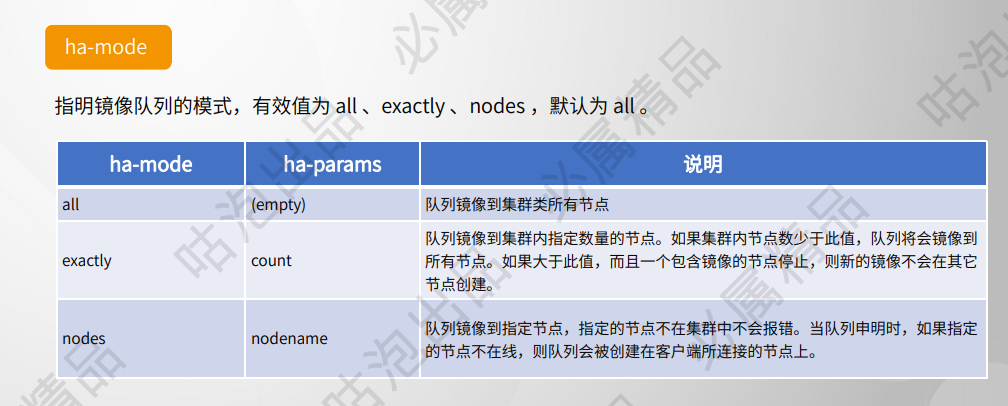 ha-mode
指明镜像队列的模式，有效值为 all 、exactly 、nodes ，默认为 all 。
ha-mode ha-params 说明
all (empty) 队列镜像到集群类所有节点
队列镜像到集群内指定数量的节点。如果集群内节点数少于此值，队列将会镜像到
exactly count 所有节点。如果大于此值，而且一个包含镜像的节点停止，则新的镜像不会在其它
节点创建。
队列镜像到指定节点，指定的节点不在集群中不会报错。当队列申明时，如果指定
nodes nodename 的节点不在线，则队列会被创建在客户端所连接的节点上。
咕泡出品 必属精品